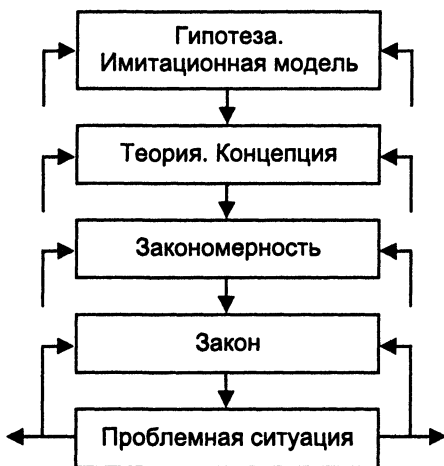 Гипотеза.
Имитационная модель
Теория. Концепция
Закономерность
Закон
Проблемная ситуация